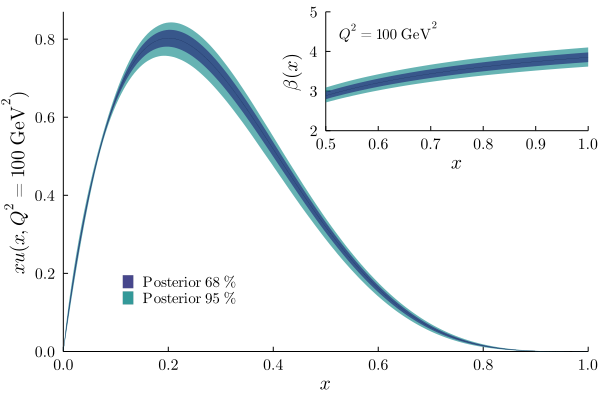 xu(x, Q² = 100 GeV²)
0.8
0.6
0.4
0.2
0.0
0.0 0.2 0.4 0.6 0.8 1.0
x
Posterior 68 %
Posterior 95 %
Q² = 100 GeV²
β(x)
5
4
3
2
0.5 0.6 0.7 0.8 0.9 1.0
x